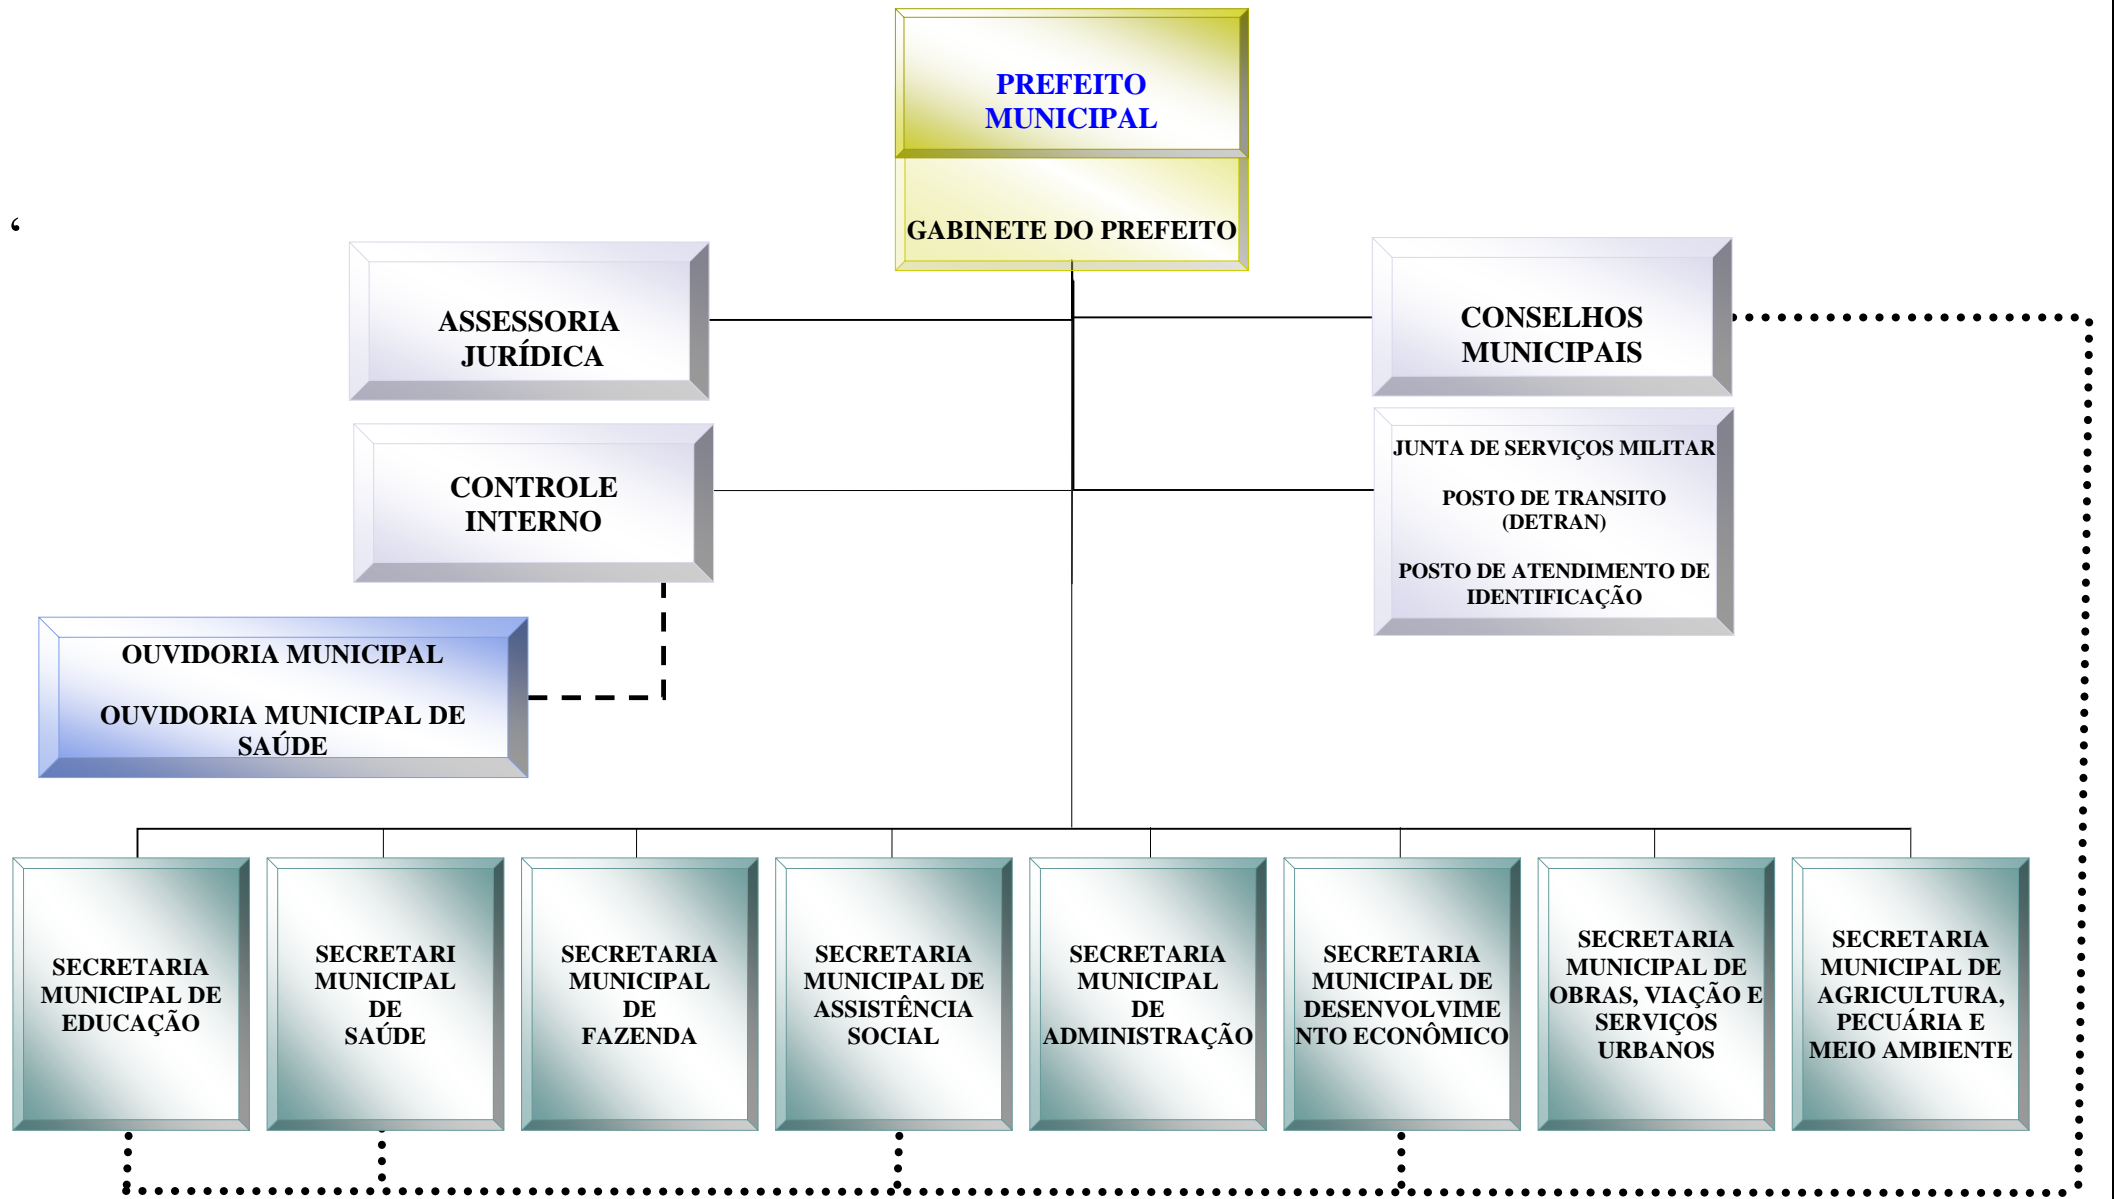 PREFEITO
MUNICIPAL
GABINETE DO PREFEITO
‘
ASSESSORIA
JURÍDICA
CONSELHOS
MUNICIPAIS
CONTROLE
INTERNO
JUNTA DE SERVIÇOS MILITAR
POSTO DE TRANSITO
(DETRAN)
POSTO DE ATENDIMENTO DE
IDENTIFICAÇÃO
OUVIDORIA MUNICIPAL
OUVIDORIA MUNICIPAL DE
SAÚDE
SECRETARIA
MUNICIPAL DE
EDUCAÇÃO
SECRETARI
MUNICIPAL
DE
SAÚDE
SECRETARIA
MUNICIPAL
DE
FAZENDA
SECRETARIA
MUNICIPAL DE
ASSISTÊNCIA
SOCIAL
SECRETARIA
MUNICIPAL
DE
ADMINISTRAÇÃO
SECRETARIA
MUNICIPAL DE
DESENVOLVIME
NTO ECONÔMICO
SECRETARIA
MUNICIPAL DE
OBRAS, VIAÇÃO E
SERVIÇOS
URBANOS
SECRETARIA
MUNICIPAL DE
AGRICULTURA,
PECUÁRIA E
MEIO AMBIENTE